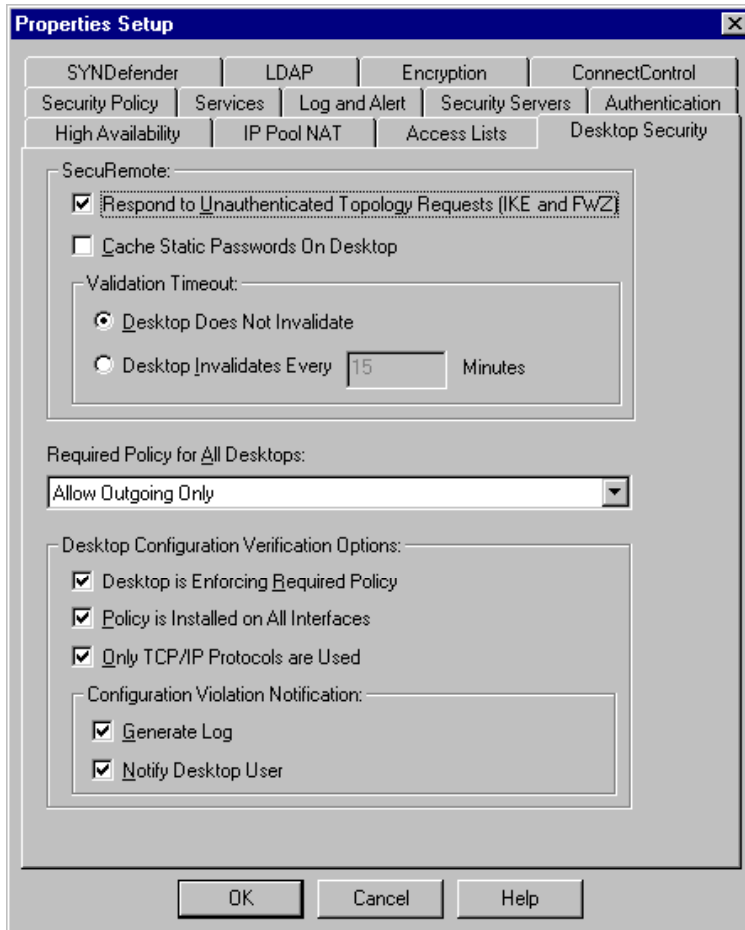 Properties Setup
SYNDefender LDAP Encryption ConnectControl
Security Policy Services Log and Alert Security Servers Authentication
High Availability IP Pool NAT Access Lists Desktop Security
SecuRemote:
Respond to Unauthenticated Topology Requests (IKE and FWZ)
Cache Static Passwords On Desktop
Validation Timeout:
Desktop Does Not Invalidate
Desktop Invalidates Every 15 Minutes
Required Policy for All Desktops:
Allow Outgoing Only
Desktop Configuration Verification Options:
Desktop is Enforcing Required Policy
Policy is Installed on All Interfaces
Only TCP/IP Protocols are Used
Configuration Violation Notification:
Generate Log
Notify Desktop User
OK Cancel Help